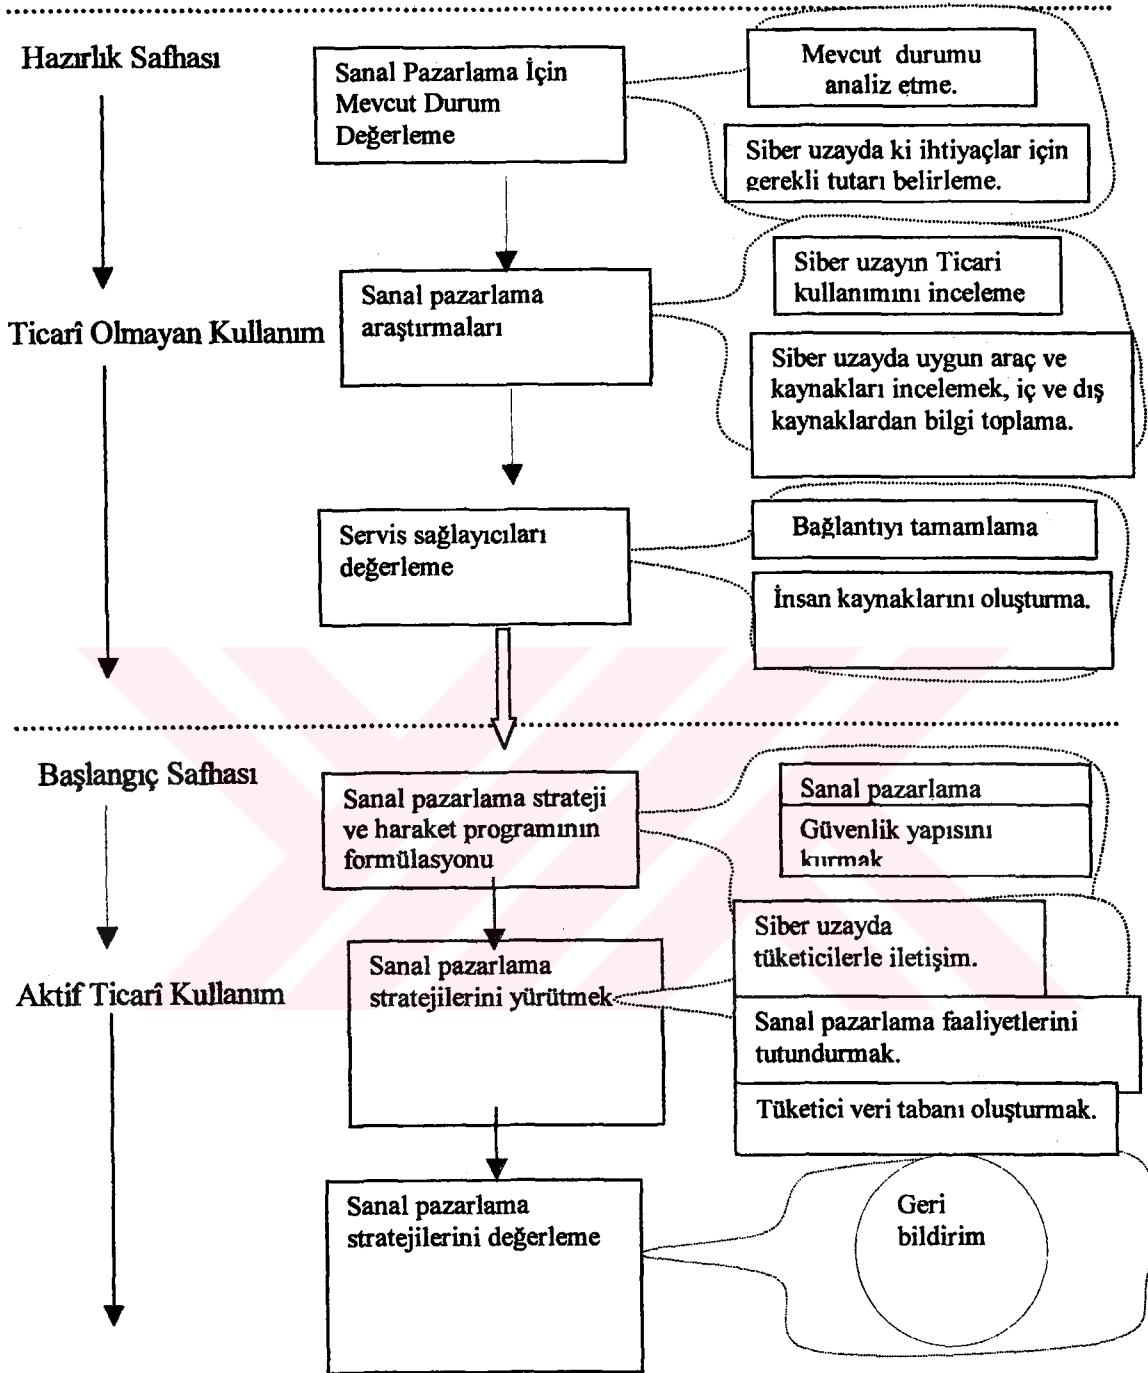 Hazırlık Safhası
Sanal Pazarlama İçin
Mevcut Durum
Değerleme
Mevcut durumu
analiz etme.
Siber uzayda ki ihtiyaçlar için
gerekli tutarı belirleme.
Ticarî Olmayan Kullanım
Sanal pazarlama
araştırmaları
Siber uzayın Ticari
kullanımını inceleme
Siber uzayda uygun araç ve
kaynakları incelemek, iç ve dış
kaynaklardan bilgi toplama.
Servis sağlayıcıları
değerleme
Bağlantıyı tamamlama
İnsan kaynaklarını oluşturma.
Başlangıç Safhası
Sanal pazarlama strateji
ve haraket programının
formülasyonu
Sanal pazarlama
Güvenlik yapısını
kurmak
Aktif Ticarî Kullanım
Sanal pazarlama
stratejilerini yürütmek
Siber uzayda
tüketicilerle iletişim.
Sanal pazarlama faaliyetlerini
tutundurmak.
Tüketici veri tabanı oluşturmak.
Sanal pazarlama
stratejilerini değerleme
Geri
bildirim